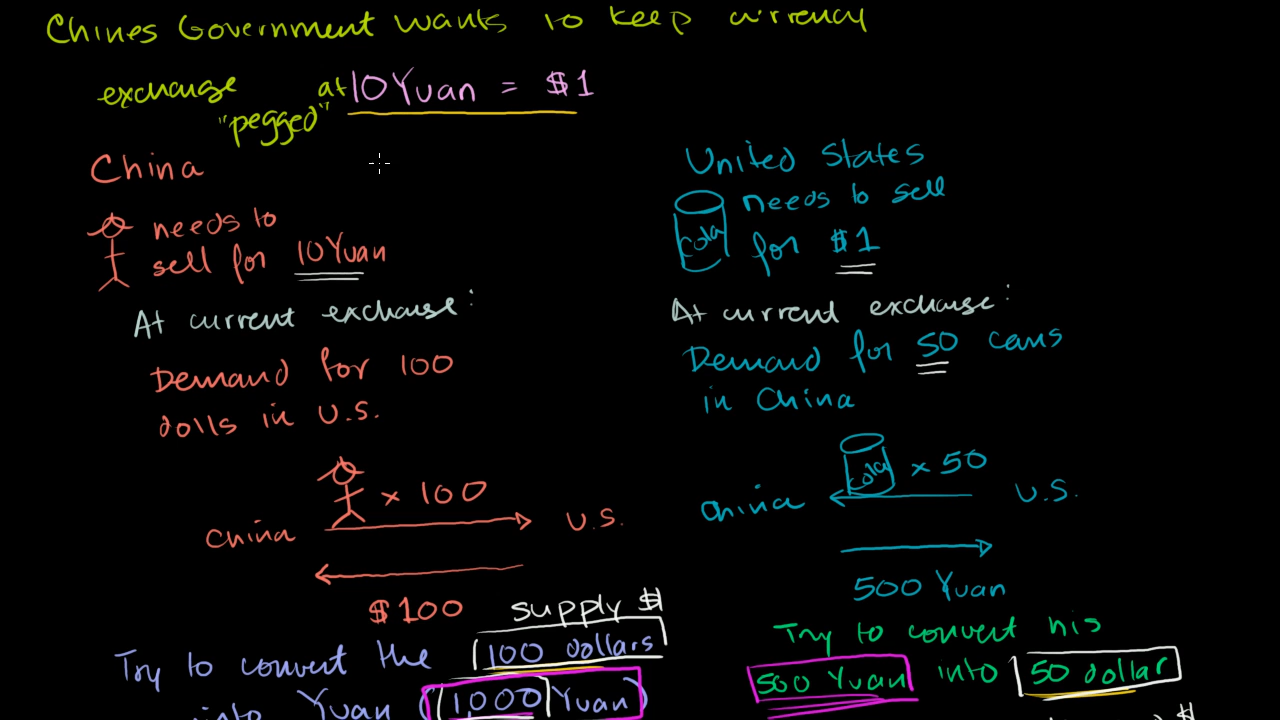 Chines Government wants to keep currency
exchange "pegged" at 10 Yuan = $1
China
needs to
sell for 10 Yuan
At current exchange:
Demand for 100
dolls in U.S.
x 100
China
U.S.
$100
supply $
Try to convert the 100 dollars
into Yuan (1,000 Yuan)
United States
cola
needs to sell
for $1
At current exchange:
Demand for 50 cans
in China
cola
x 50
China
U.S.
500 Yuan
Try to convert his
500 Yuan into 50 dollar
$